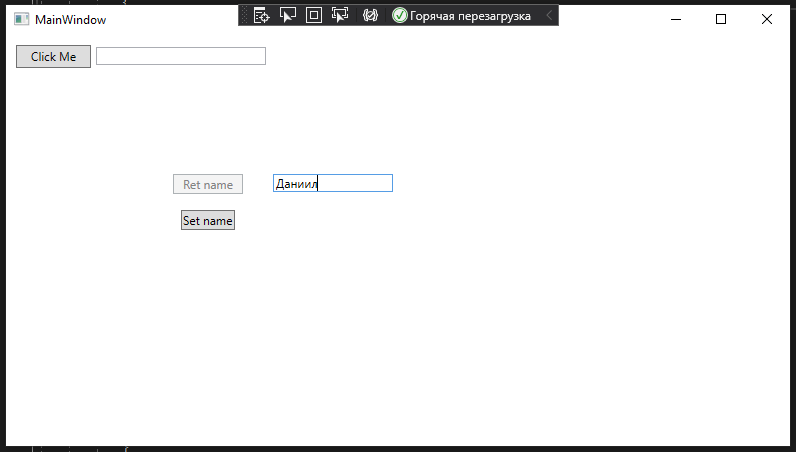 MainWindow
Горячая перезагрузка
Click Me
Ret name
Даниил
Set name